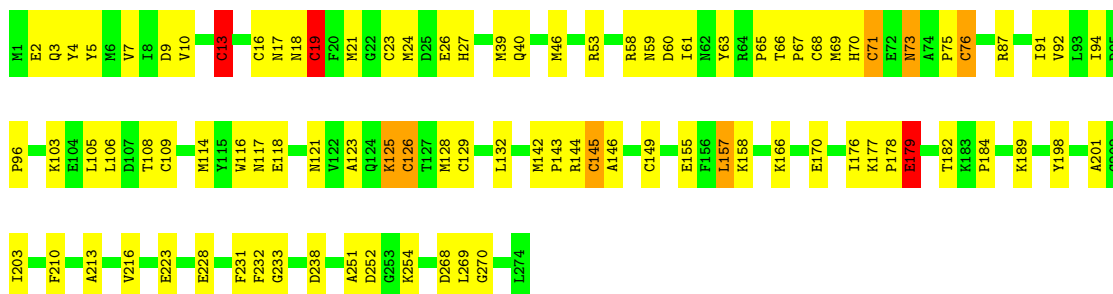 M1 E2 Q3 Y4 Y5 M6 V7 I8 D9 V10 C13 C16 N17 N18 C19 F20 M21 G22 C23 M24 D25 E26 H27 M39 Q40 M46 R53 R58 N59 D60 I61 N62 Y63 R64 P65 T66 P67 C68 M69 H70 C71 E72 N73 A74 P75 C76 R87 I91 V92 L93 I94
P96 K103 E104 L105 L106 D107 T108 C109 M114 Y115 W116 N117 E118 N121 V122 A123 Q124 K125 C126 T127 M128 C129 L132 M142 P143 R144 C145 A146 C149 E155 F156 L157 K158 K166 E170 I176 K177 P178 E179 T182 K183 P184 K189 Y198 A201
I203 F210 A213 V216 E223 E228 F231 F232 G233 D238 A251 D252 G253 K254 D268 L269 G270 L274